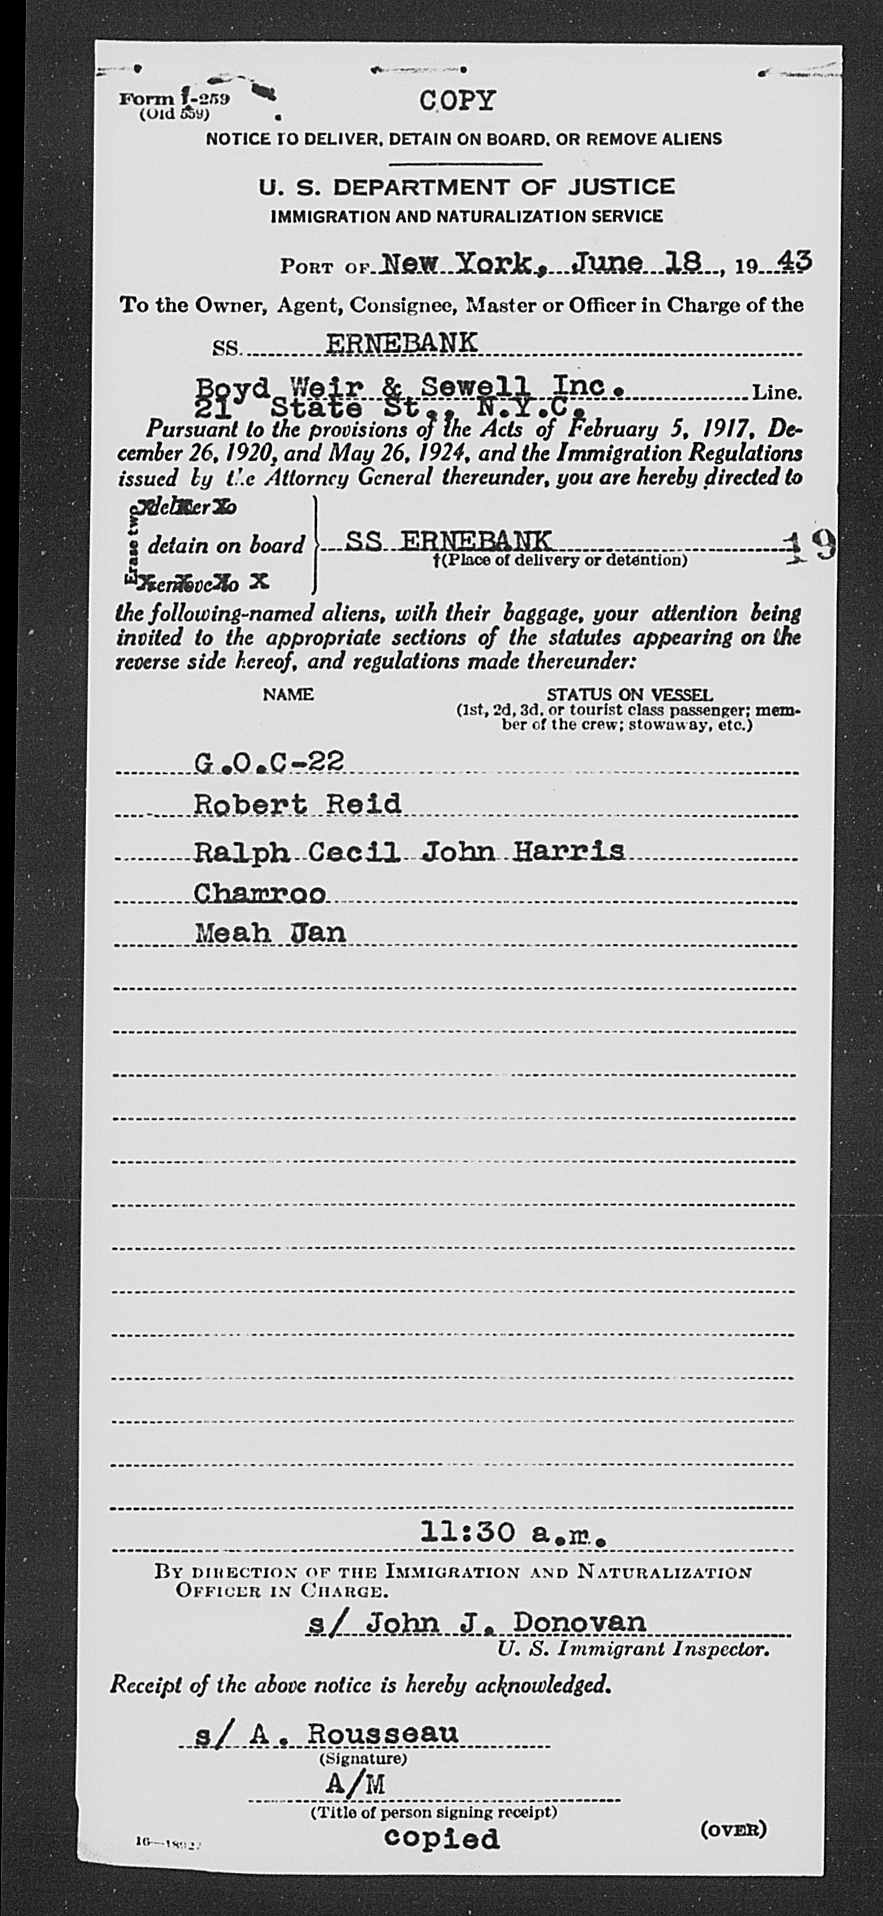 Form I-259
(Old 559)
COPY
NOTICE TO DELIVER, DETAIN ON BOARD, OR REMOVE ALIENS
U. S. DEPARTMENT OF JUSTICE
IMMIGRATION AND NATURALIZATION SERVICE
PORT OF New York, June 18, 1943
To the Owner, Agent, Consignee, Master or Officer in Charge of the
SS. ERNEBANK
Boyd Weir & Sewell Inc. Line.
21 State St., N.Y.C.
Pursuant to the provisions of the Acts of February 5, 1917, De-
cember 26, 1920, and May 26, 1924, and the Immigration Regulations
issued by the Attorney General thereunder, you are hereby directed to
Erase two
deliver to
detain on board SS ERNEBANK 19
†(Place of delivery or detention)
remove to X
the following-named aliens, with their baggage, your attention being
invited to the appropriate sections of the statutes appearing on the
reverse side hereof, and regulations made thereunder:
NAME STATUS ON VESSEL
(1st, 2d, 3d, or tourist class passenger; mem-
ber of the crew; stowaway, etc.)
G.O.C-22
Robert Reid
Ralph Cecil John Harris
Chamroo
Meah Jan
11:30 a.m.
BY DIRECTION OF THE IMMIGRATION AND NATURALIZATION
OFFICER IN CHARGE.
s/ John J. Donovan
U. S. Immigrant Inspector.
Receipt of the above notice is hereby acknowledged.
s/ A. Rousseau
(Signature)
A/M
(Title of person signing receipt)
copied
(OVER)